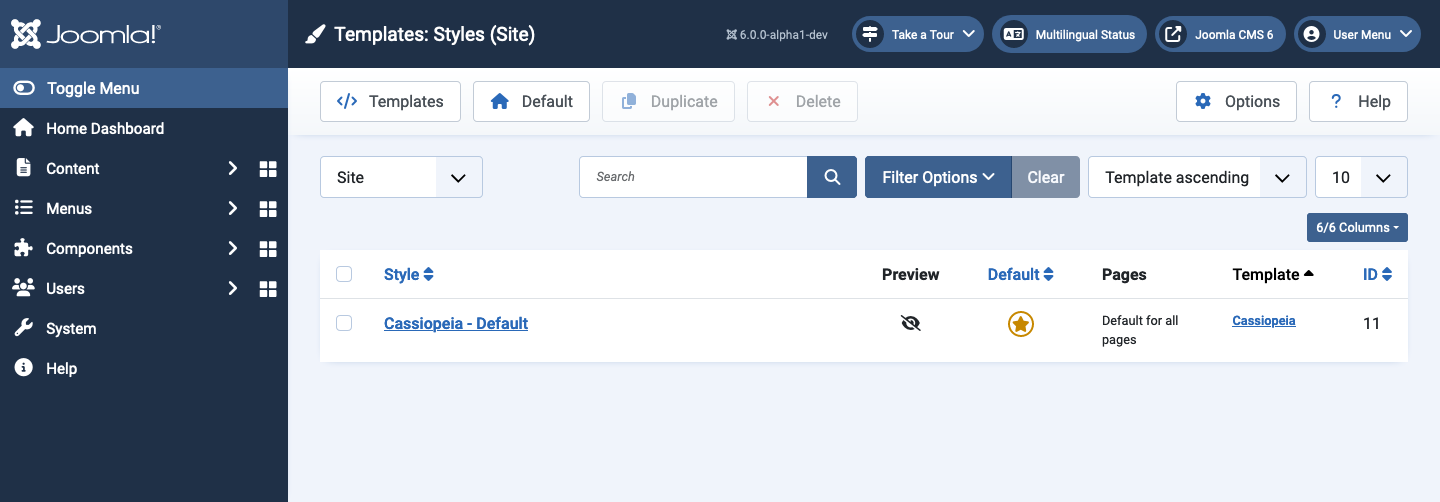 Joomla!®
Templates: Styles (Site)
6.0.0-alpha1-dev
Take a Tour
Multilingual Status
Joomla CMS 6
User Menu
Toggle Menu
Home Dashboard
Content
Menus
Components
Users
System
Help
Templates
Default
Duplicate
Delete
Options
? Help
Site
Search
Filter Options
Clear
Template ascending
10
6/6 Columns
Style
Preview
Default
Pages
Template
ID
Cassiopeia - Default
Default for all
pages
Cassiopeia
11